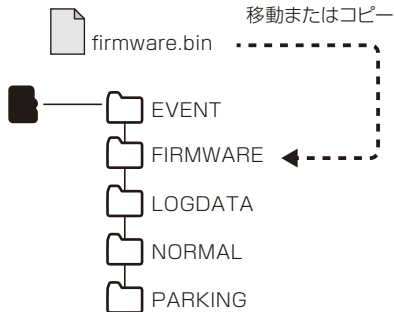 移動またはコピー
firmware.bin
EVENT
FIRMWARE
LOGDATA
NORMAL
PARKING